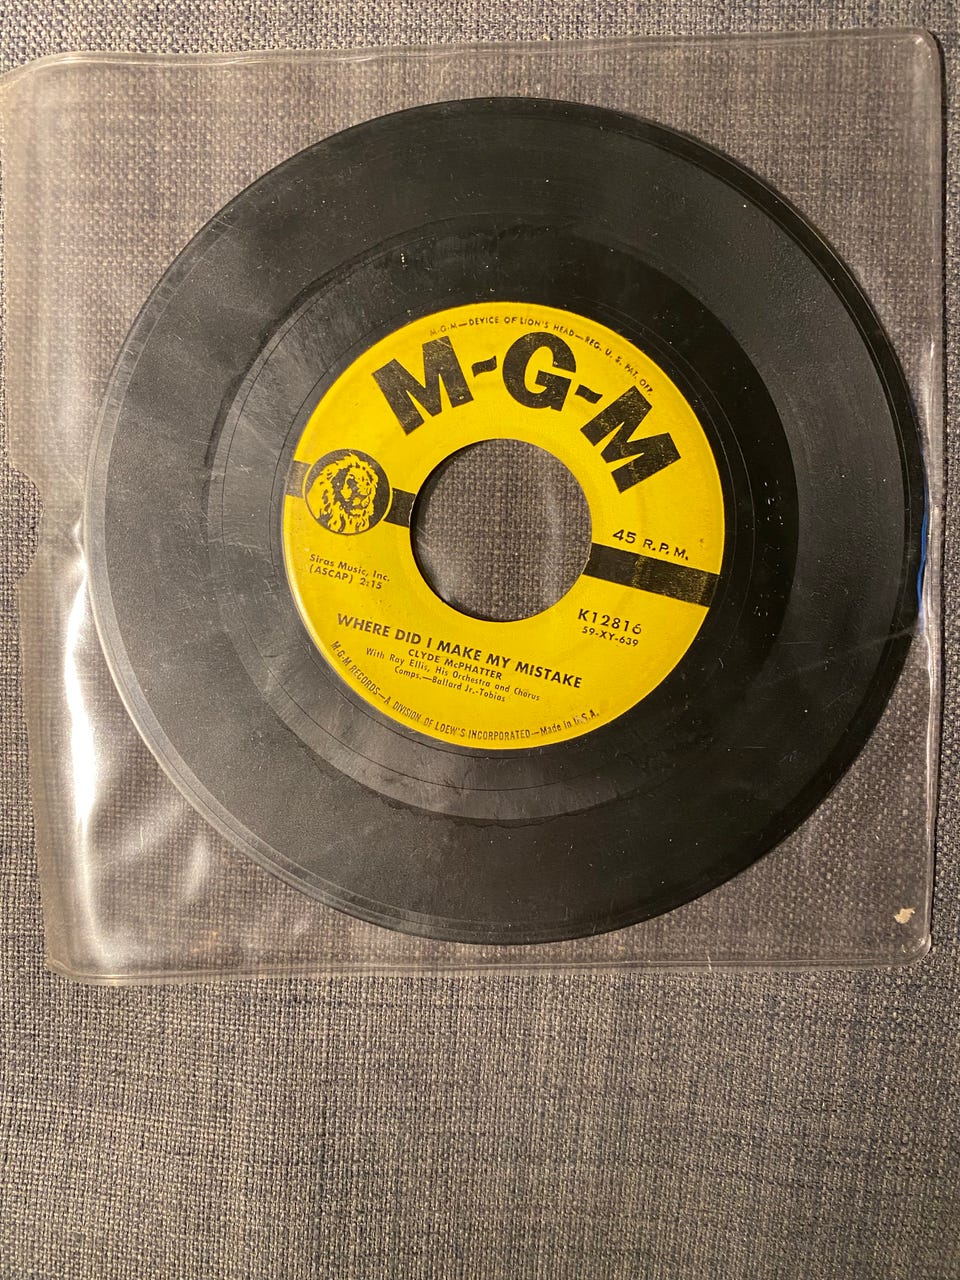 M-G-M—DEVICE OF LION'S HEAD—REG. U. S. PAT. OFF.
M-G-M
45 R.P.M.
Siras Music, Inc.
(ASCAP) 2:15
K12816
59-XY-639
WHERE DID I MAKE MY MISTAKE
CLYDE McPHATTER
With Ray Ellis, His Orchestra and Chorus
Comps.—Ballard Jr.-Tobias
M-G-M RECORDS—A DIVISION OF LOEW'S INCORPORATED—Made in U.S.A.